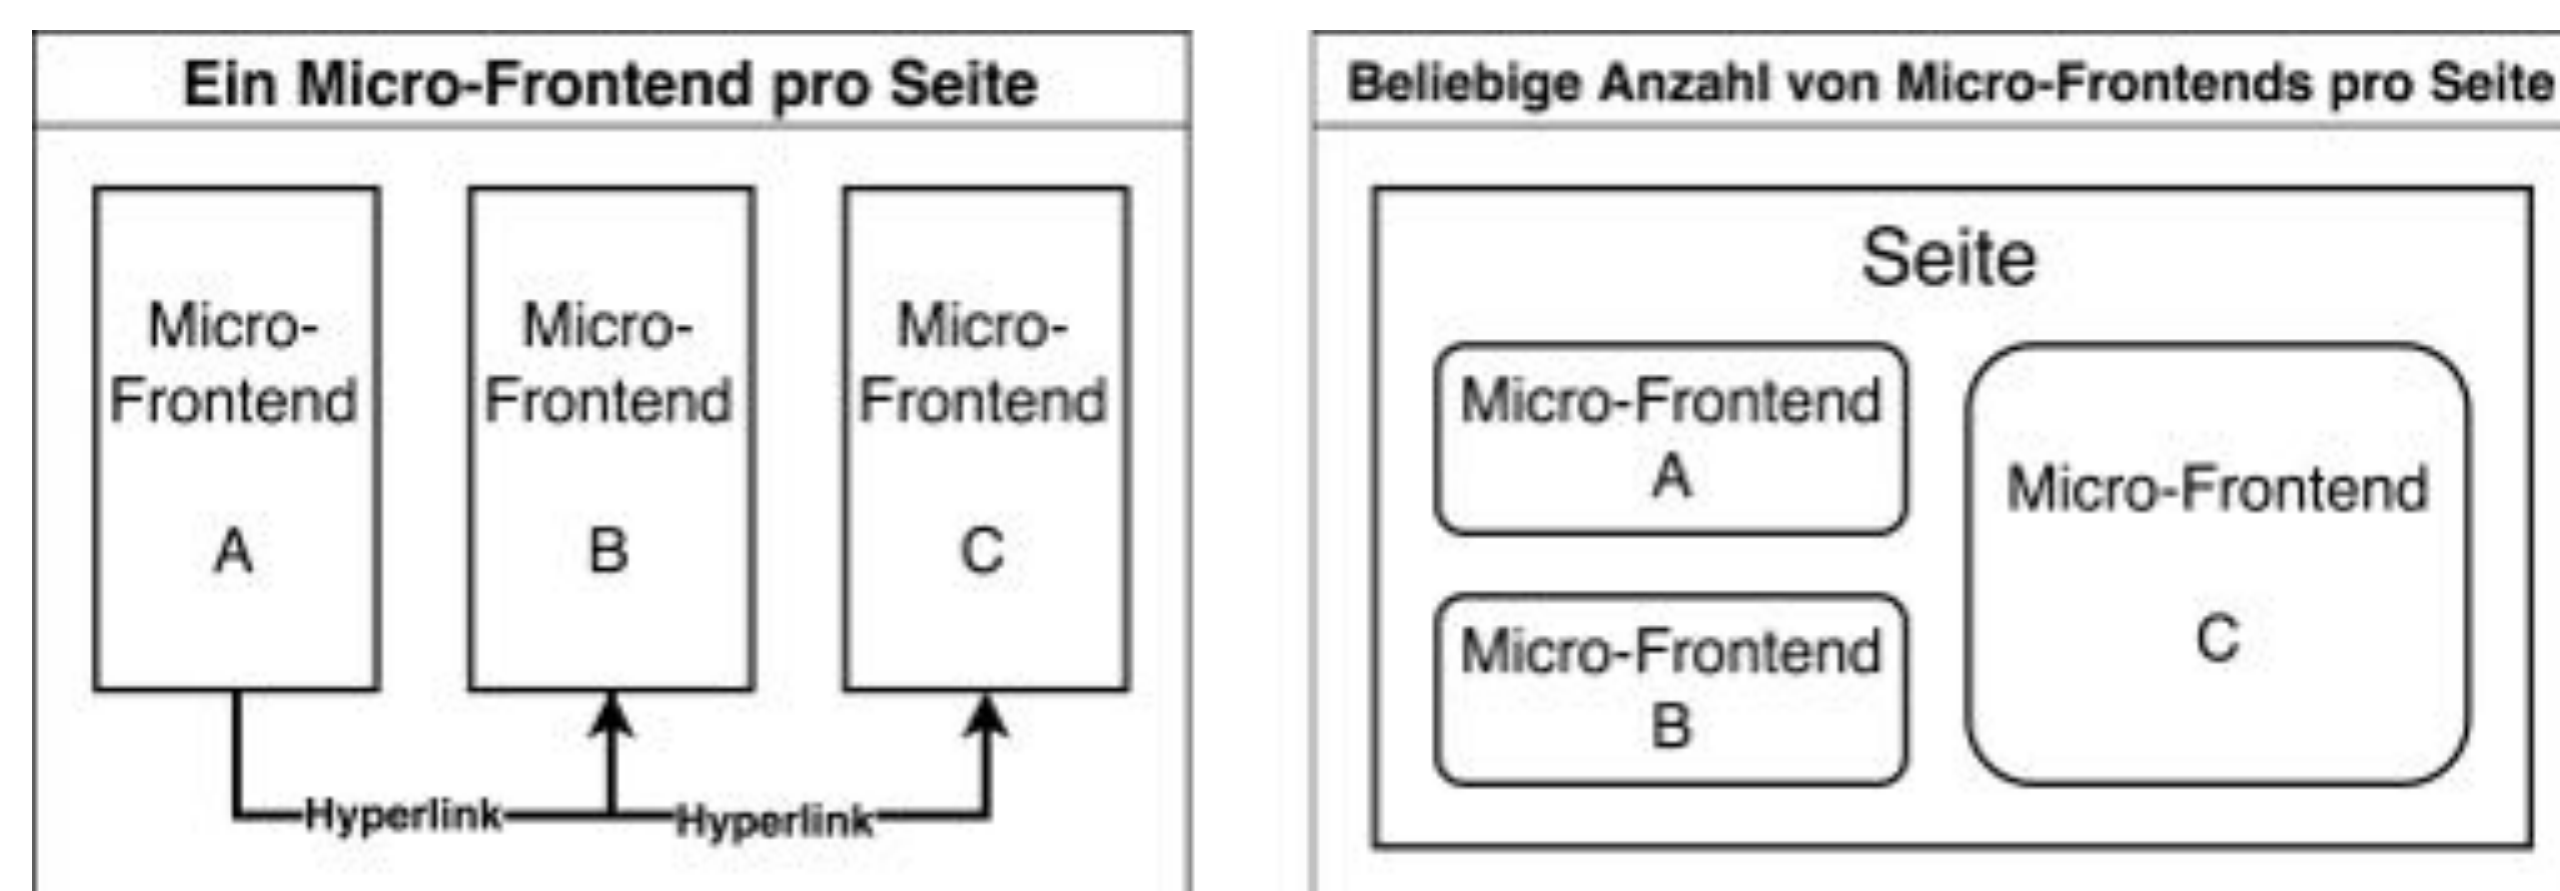 Ein Micro-Frontend pro Seite
Micro-
Frontend
A
Micro-
Frontend
B
Micro-
Frontend
C
Hyperlink
Hyperlink
Beliebige Anzahl von Micro-Frontends pro Seite
Seite
Micro-Frontend
A
Micro-Frontend
B
Micro-Frontend
C